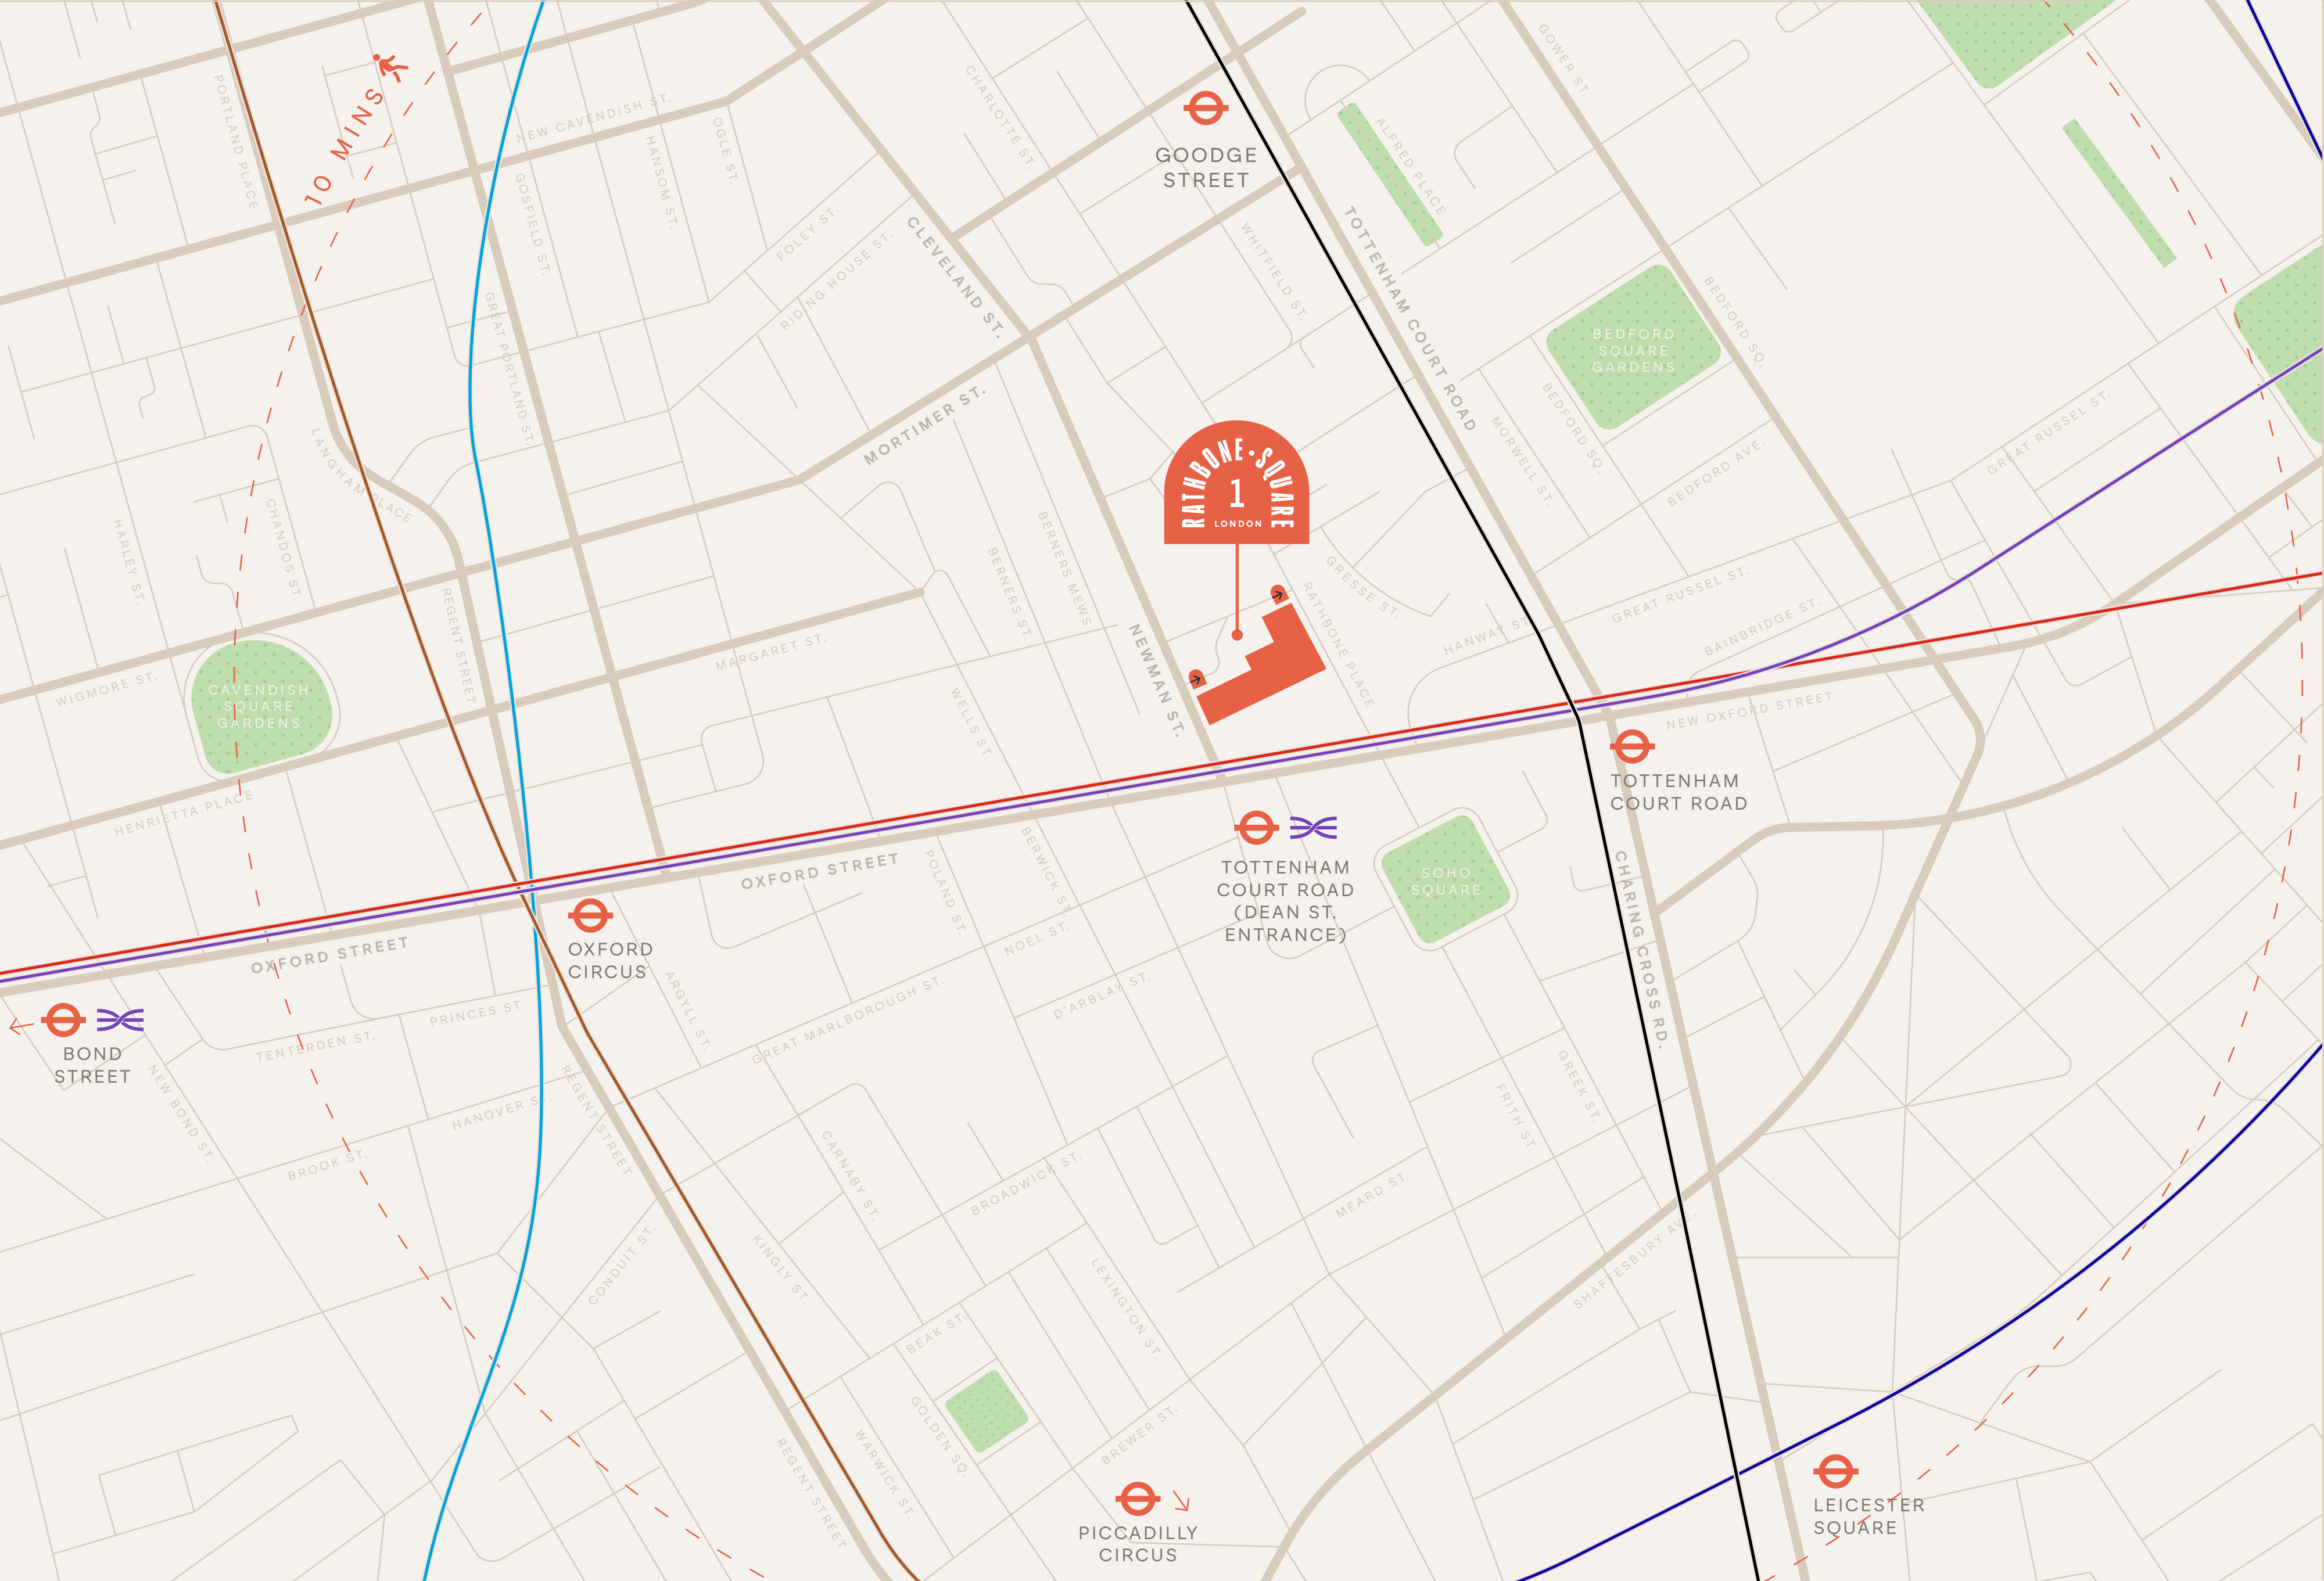 10 MINS
PORTLAND PLACE
NEW CAVENDISH ST.
GOSFIELD ST.
HANSOM ST.
OGLE ST.
GREAT PORTLAND ST.
FOLEY ST.
RIDING HOUSE ST.
CLEVELAND ST.
CHARLOTTE ST.
GOODGE
STREET
WHITFIELD ST.
ALFRED PLACE
GOWER ST.
TOTTENHAM COURT ROAD
BEDFORD
SQUARE
GARDENS
BEDFORD SQ.
BEDFORD SQ.
BEDFORD AVE.
MORWELL ST.
GREAT RUSSEL ST.
GREAT RUSSEL ST.
BAINBRIDGE ST.
MORTIMER ST.
LANGHAM PLACE
HARLEY ST.
CHANDOS ST.
REGENT STREET
RATHBONE·SQUARE
1
LONDON
BERNERS MEWS
BERNERS ST.
NEWMAN ST.
RATHBONE PLACE
GRESSE ST.
HANWAY ST.
MARGARET ST.
WELLS ST.
WIGMORE ST.
CAVENDISH
SQUARE
GARDENS
HENRIETTA PLACE
NEW OXFORD STREET
TOTTENHAM
COURT ROAD
TOTTENHAM
COURT ROAD
(DEAN ST.
ENTRANCE)
SOHO
SQUARE
CHARING CROSS RD.
OXFORD STREET
OXFORD STREET
OXFORD
CIRCUS
BERWICK ST.
POLAND ST.
NOEL ST.
D'ARBLAY ST.
GREAT MARLBOROUGH ST.
ARGYLL ST.
PRINCES ST.
TENTERDEN ST.
BOND
STREET
NEW BOND ST.
HANOVER ST.
BROOK ST.
REGENT STREET
CONDUIT ST.
CARNABY ST.
KINGLY ST.
BROADWICK ST.
LEXINGTON ST.
MEARD ST.
FRITH ST.
GREEK ST.
SHAFTESBURY AVE.
BEAK ST.
GOLDEN SQ.
WARWICK ST.
BREWER ST.
REGENT STREET
PICCADILLY
CIRCUS
LEICESTER
SQUARE